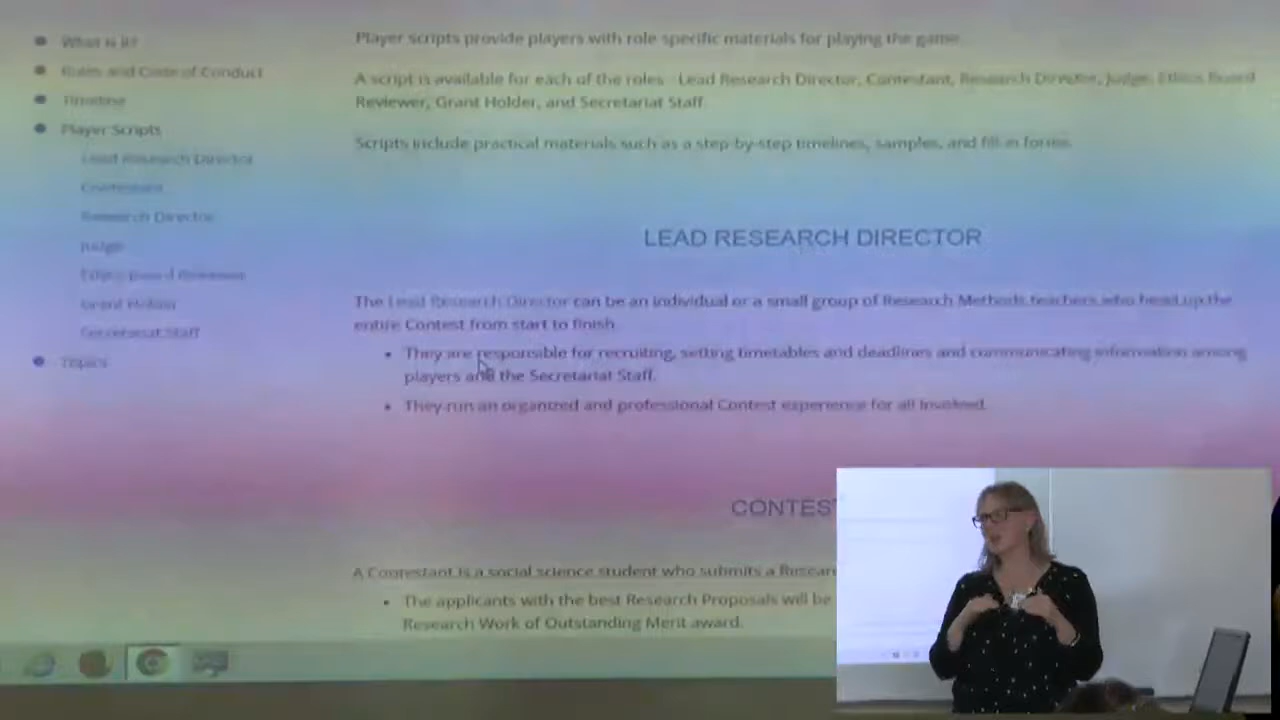 What is it?
Rules and Code of Conduct
Timeline
Player Scripts
Lead Research Director
Contestant
Research Director
Judge
Ethics Board Reviewer
Grant Holder
Secretariat Staff
Topics
Player scripts provide players with role specific materials for playing the game.
A script is available for each of the roles - Lead Research Director, Contestant, Research Director, Judge, Ethics Board
Reviewer, Grant Holder, and Secretariat Staff.
Scripts include practical materials such as a step-by-step timelines, samples, and fill-in forms.
LEAD RESEARCH DIRECTOR
The Lead Research Director can be an individual or a small group of Research Methods teachers who head up the
entire Contest from start to finish.
They are responsible for recruiting, setting timetables and deadlines and communicating information among
players and the Secretariat Staff.
They run an organized and professional Contest experience for all involved.
CONTEST
A Contestant is a social science student who submits a Resear
The applicants with the best Research Proposals will be
Research Work of Outstanding Merit award.